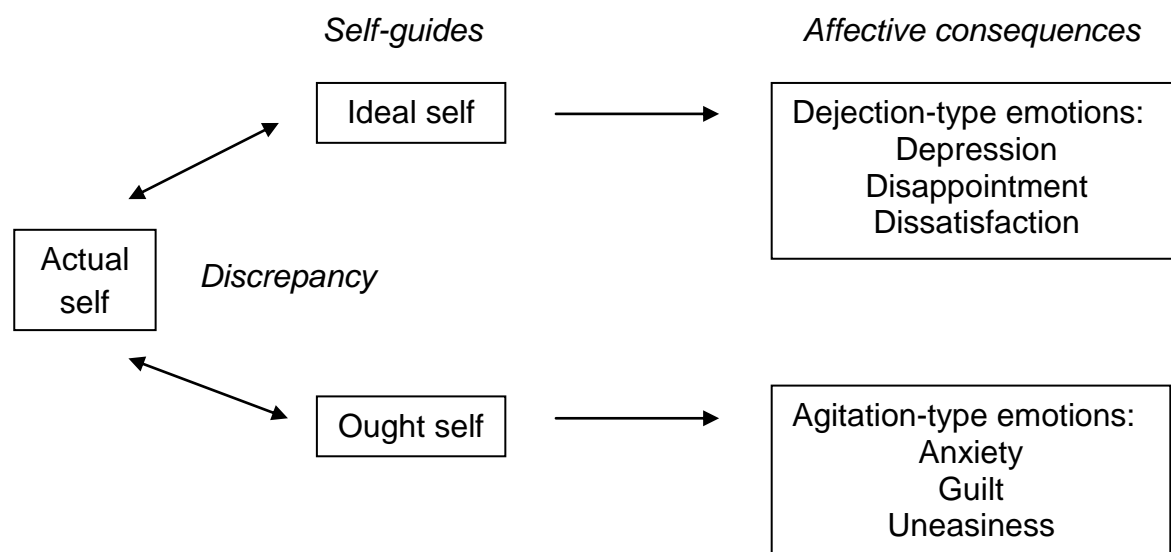 Self-guides
Affective consequences
Ideal self
Dejection-type emotions:
Depression
Disappointment
Dissatisfaction
Actual
self
Discrepancy
Ought self
Agitation-type emotions:
Anxiety
Guilt
Uneasiness